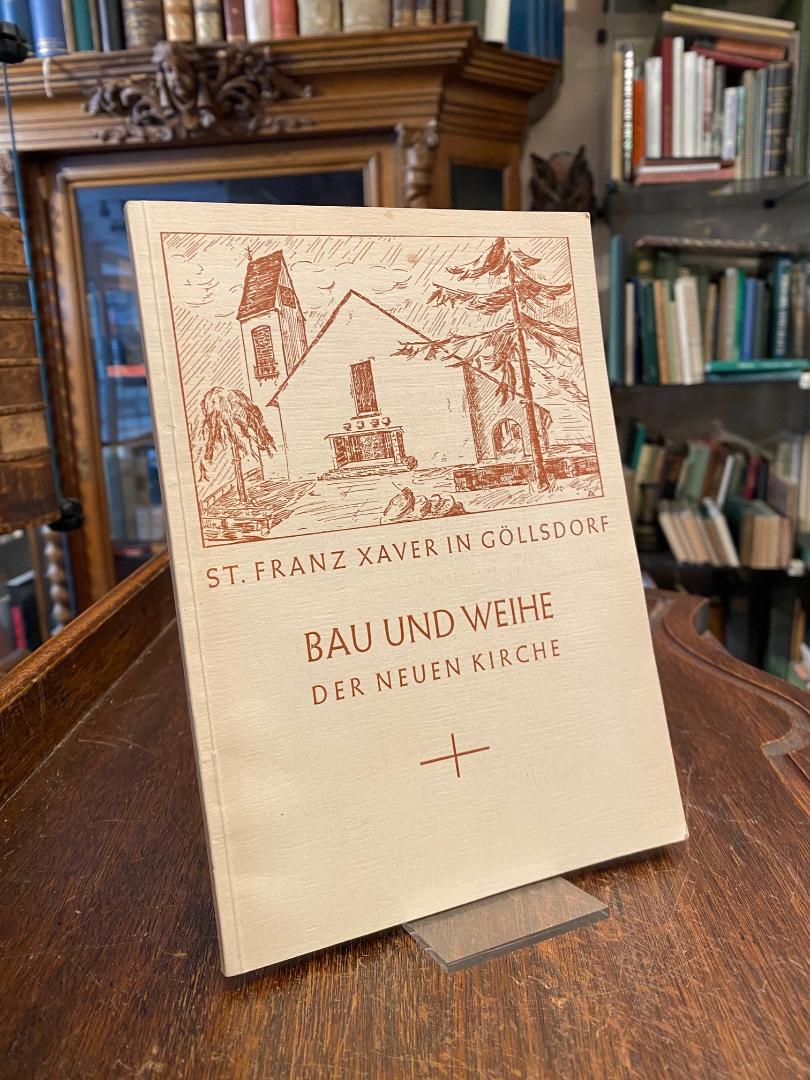 ST. FRANZ XAVER IN GÖLLSDORF
BAU UND WEIHE
DER NEUEN KIRCHE